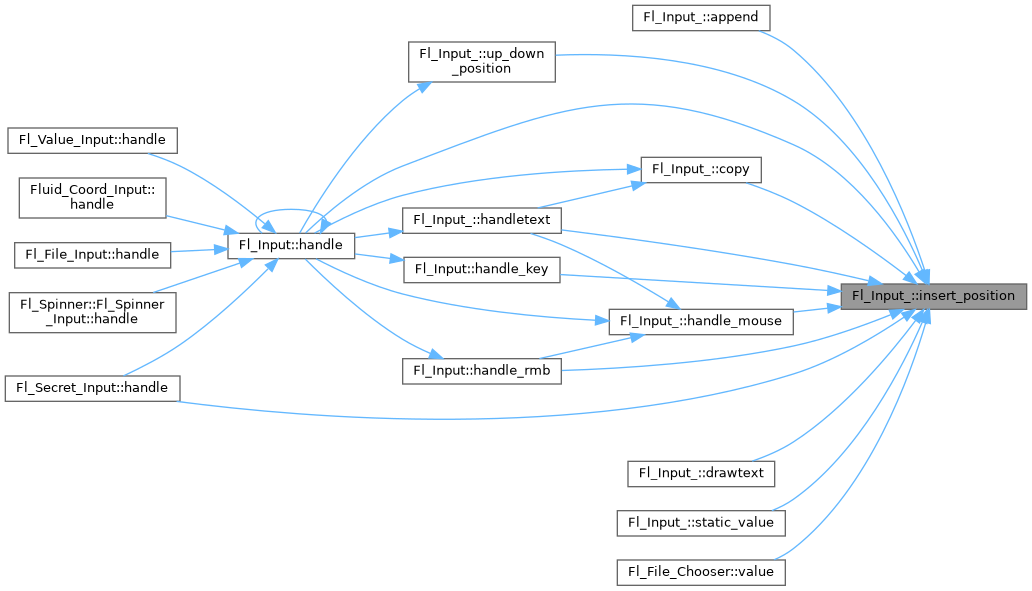 Fl_Input_::append
Fl_Input_::up_down
_position
Fl_Value_Input::handle
Fl_Input_::copy
Fluid_Coord_Input::
handle
Fl_Input_::handletext
Fl_Input::handle
Fl_File_Input::handle
Fl_Input::handle_key
Fl_Input_::insert_position
Fl_Spinner::Fl_Spinner
_Input::handle
Fl_Input_::handle_mouse
Fl_Input::handle_rmb
Fl_Secret_Input::handle
Fl_Input_::drawtext
Fl_Input_::static_value
Fl_File_Chooser::value